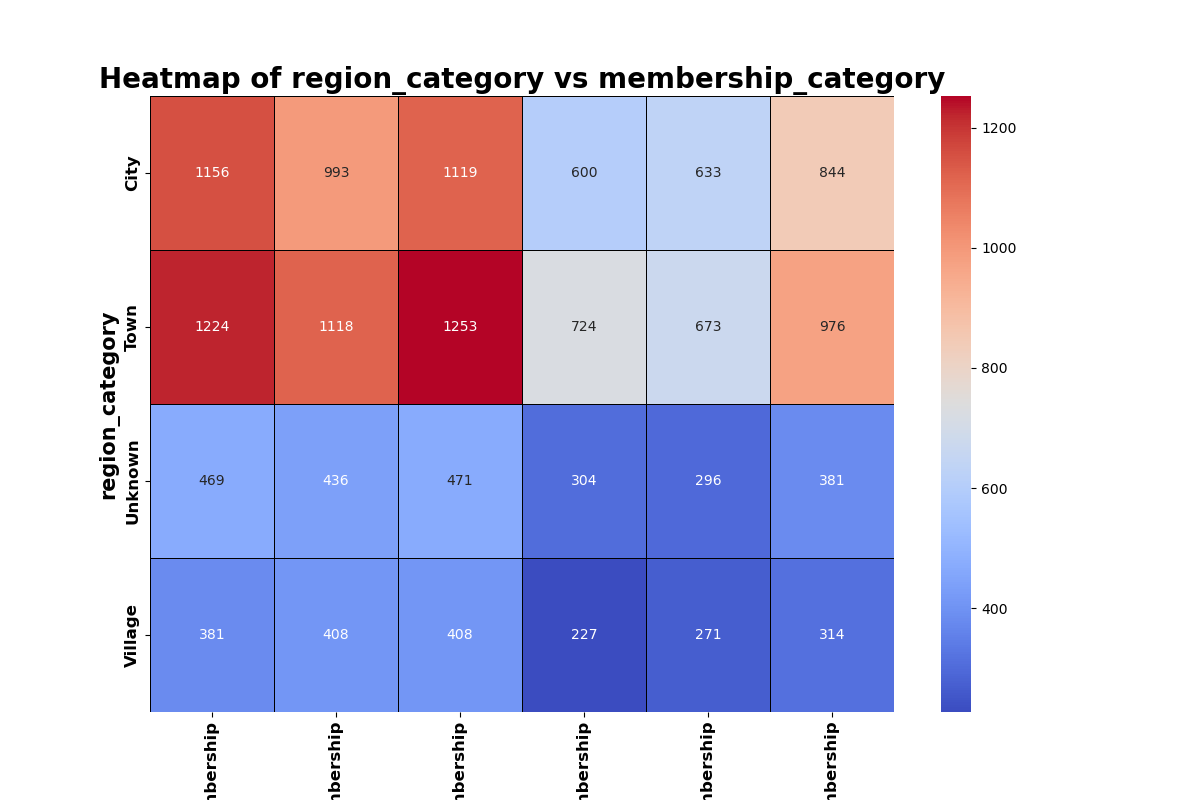 Heatmap of region_category vs membership_category
region_category
City
1156 993 1119 600 633 844
Town
1224 1118 1253 724 673 976
Unknown
469 436 471 304 296 381
Village
381 408 408 227 271 314
1200
1000
800
600
400